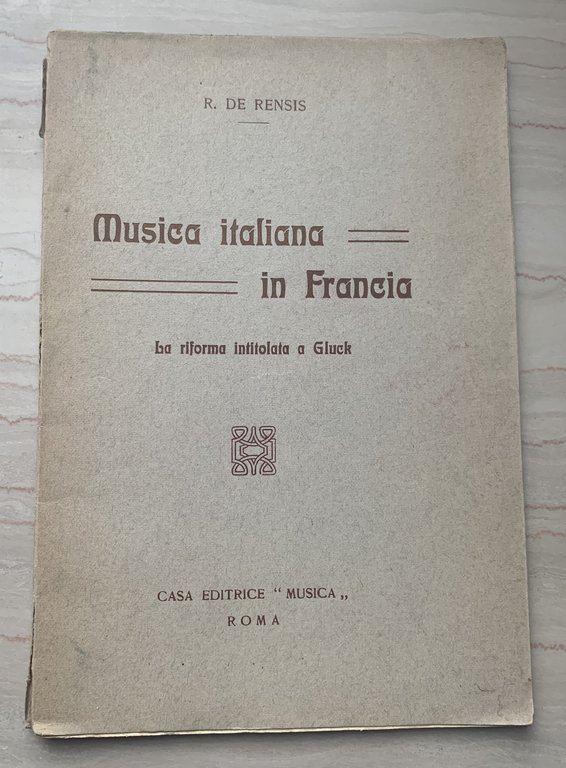 R. DE RENSIS
Musica italiana
in Francia
La riforma intitolata a Gluck
CASA EDITRICE “ MUSICA „
ROMA